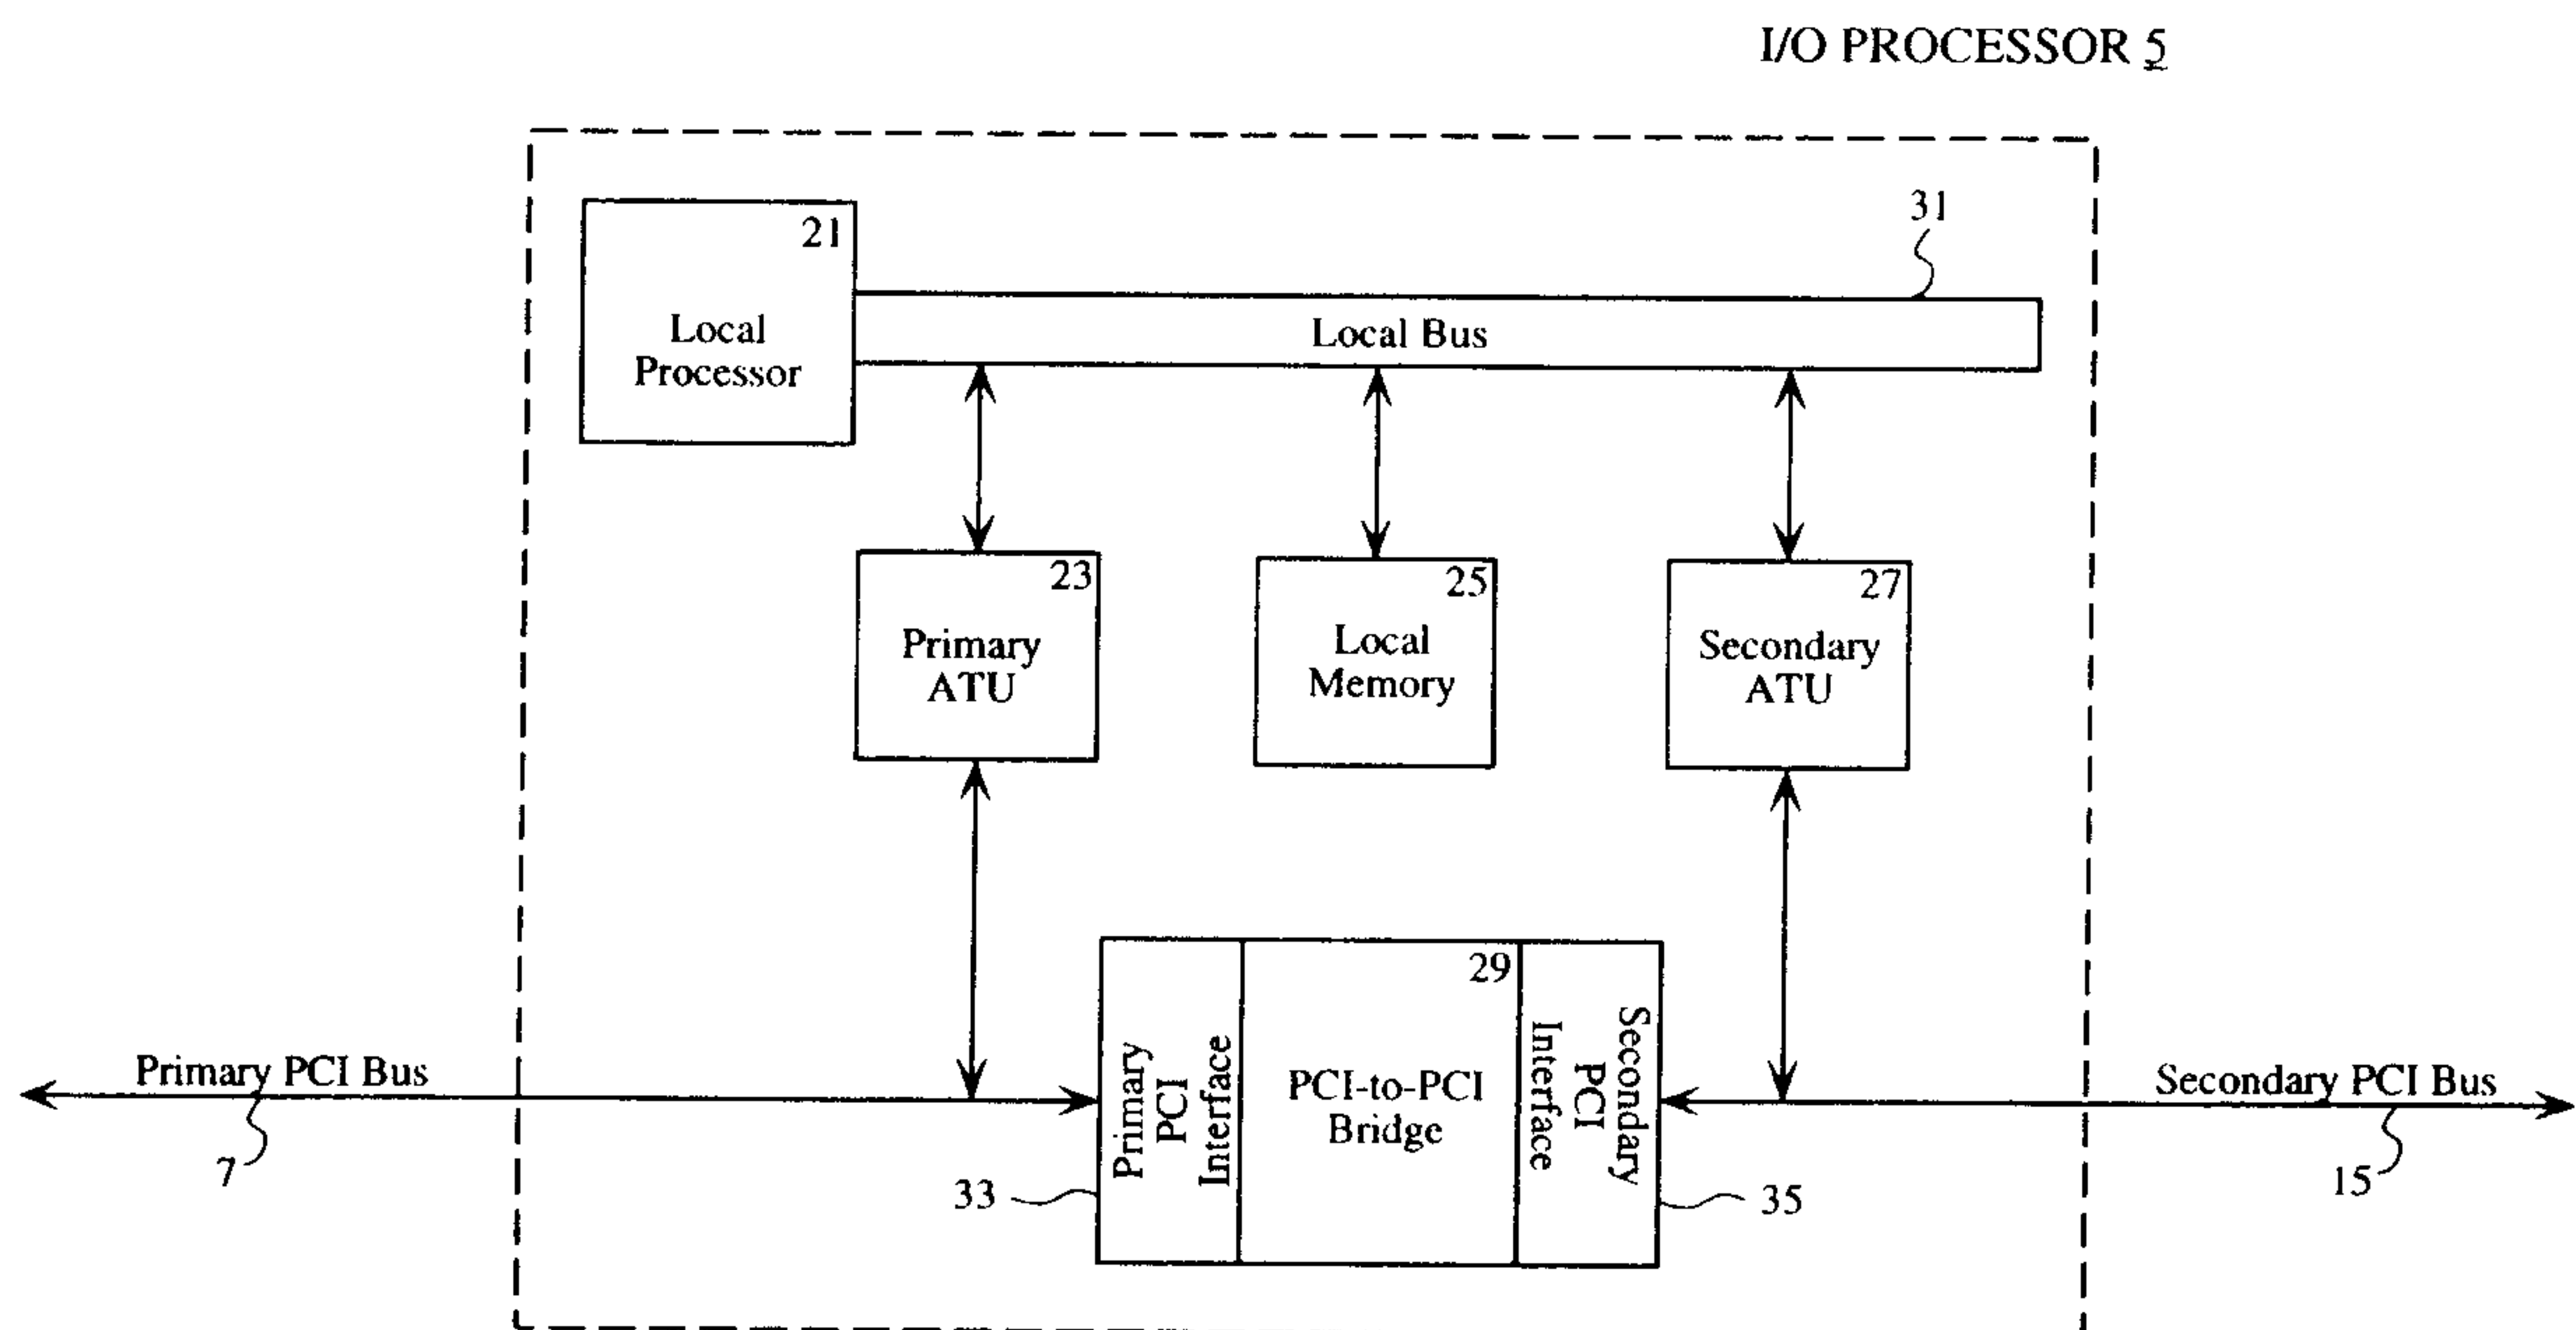 I/O PROCESSOR 5
31
21
Local
Processor
Local Bus
23
Primary
ATU
25
Local
Memory
27
Secondary
ATU
Primary PCI Bus
7
Primary
PCI
Interface
33
29
PCI-to-PCI
Bridge
Secondary
PCI
Interface
35
Secondary PCI Bus
15